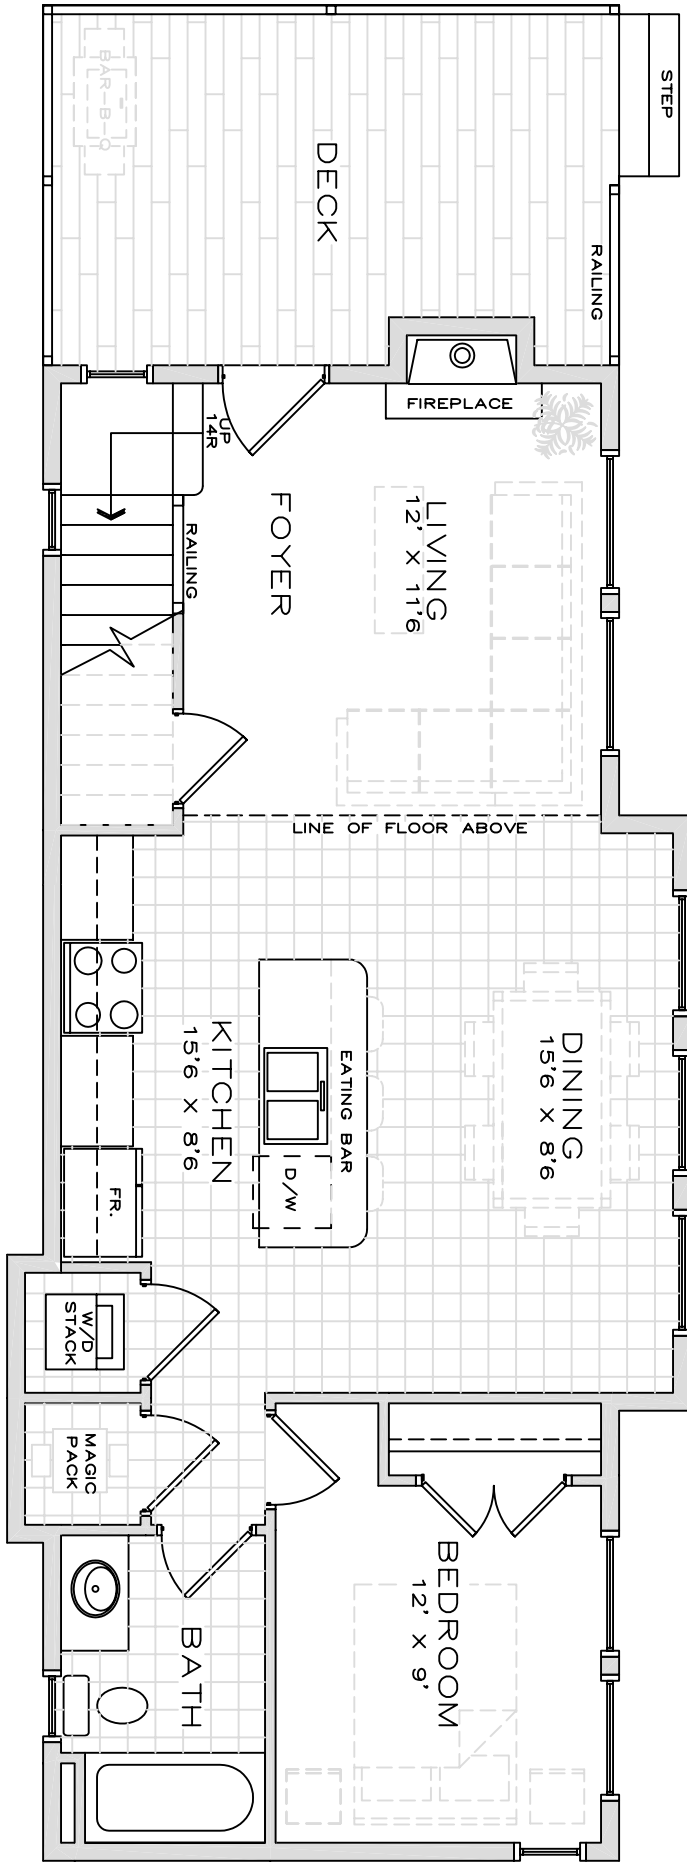 STEP
BAR-B-Q
DECK
RAILING
FIREPLACE
UP
14R
FOYER
LIVING
12' X 11'6
RAILING
LINE OF FLOOR ABOVE
KITCHEN
15'6 X 8'6
EATING BAR
D/W
DINING
15'6 X 8'6
FR.
W/D
STACK
MAGIC
PACK
BEDROOM
12' X 9'
BATH